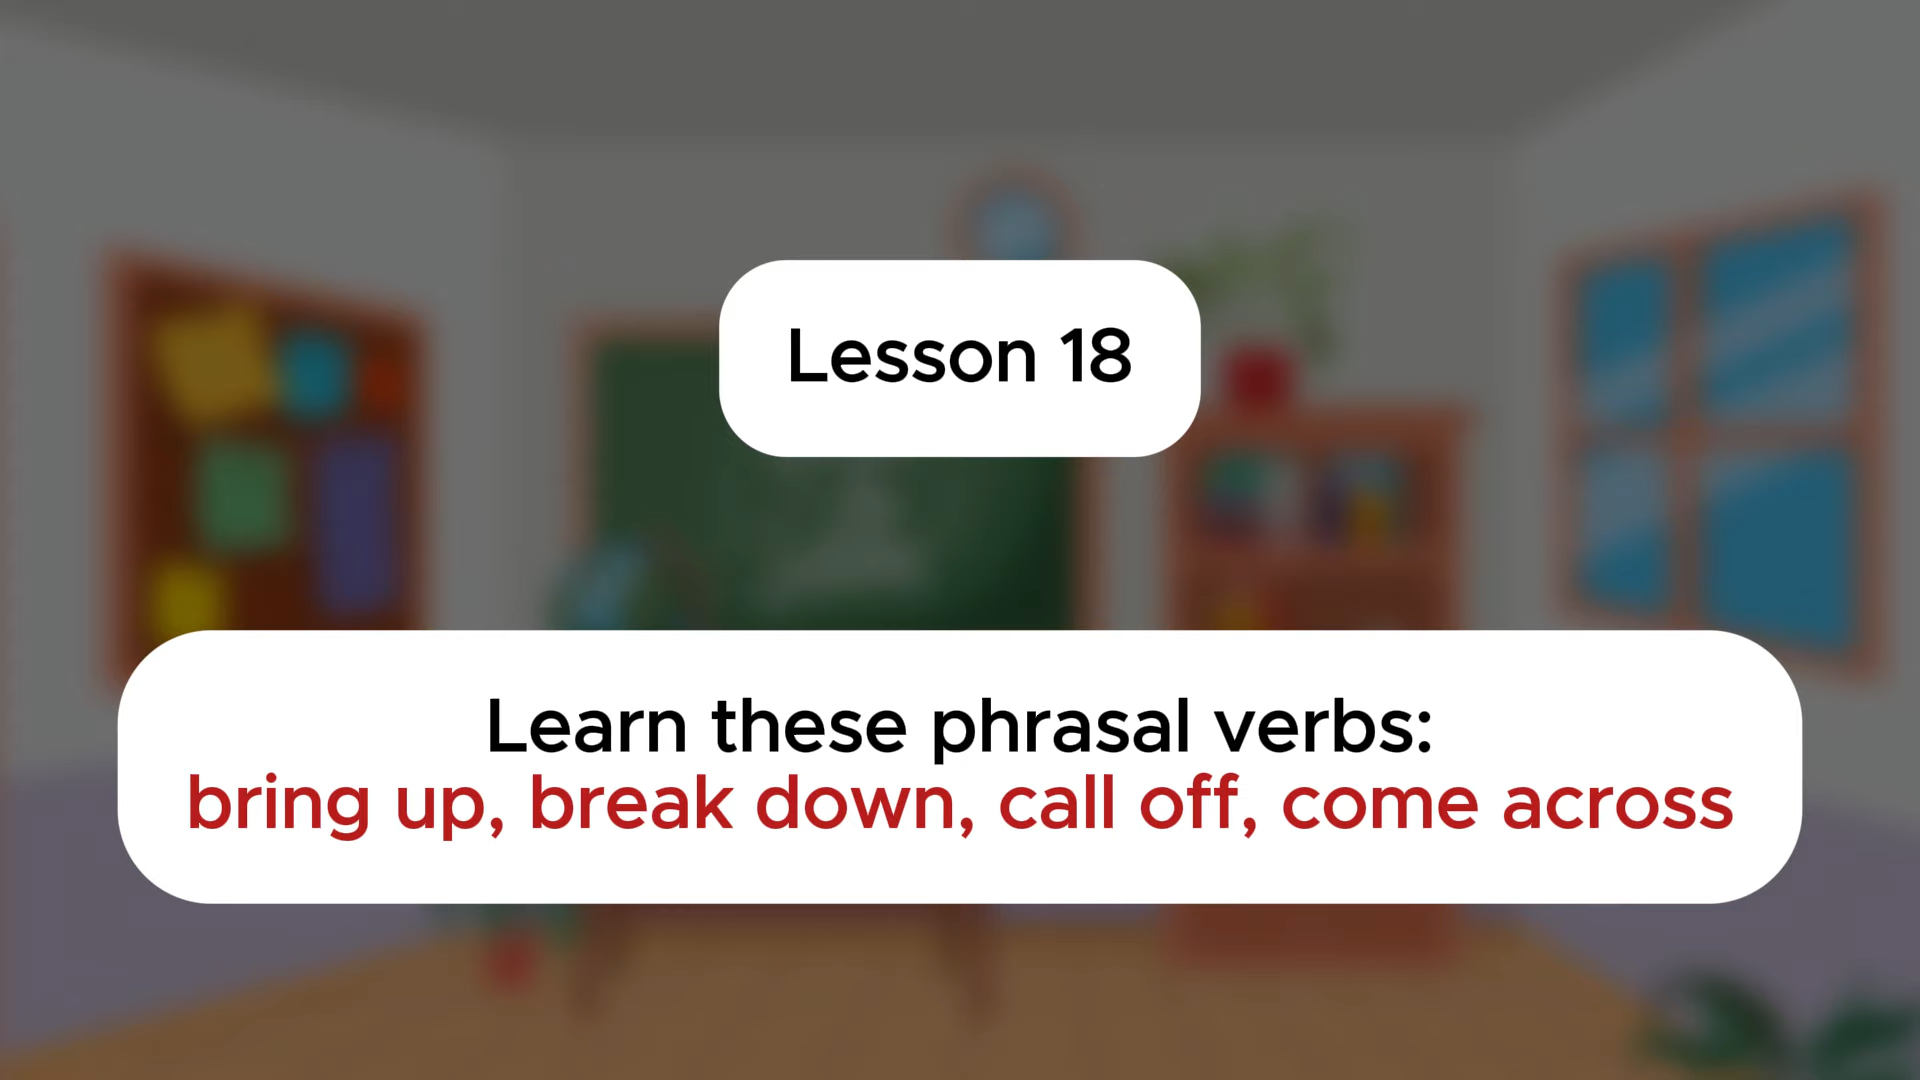 Lesson 18
Learn these phrasal verbs:
bring up, break down, call off, come across